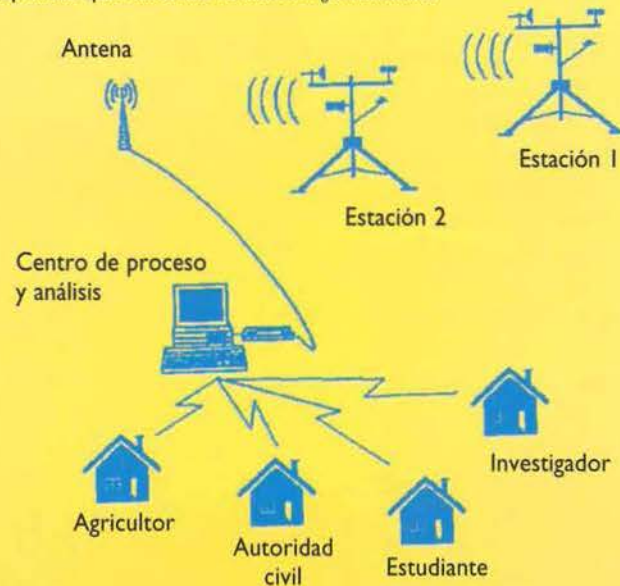 Antena
Estación 1
Estación 2
Centro de proceso
y análisis
Investigador
Agricultor
Autoridad
civil
Estudiante